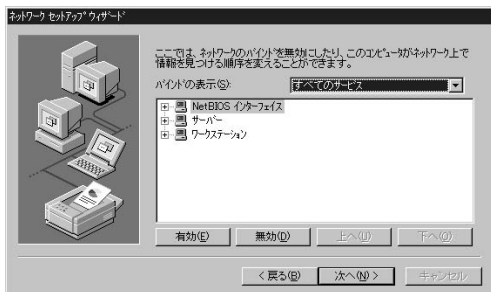 ネットワーク セットアップ ウィザード
ここでは、ネットワークのバインドを無効にしたり、このコンピュータがネットワーク上で
情報を見つける順序を変えることができます。
バインドの表示(S):
すべてのサービス
NetBIOS インターフェイス
サーバー
ワークステーション
有効(E)
無効(D)
上へ(U)
下へ(O)
< 戻る(B)
次へ(N) >
キャンセル